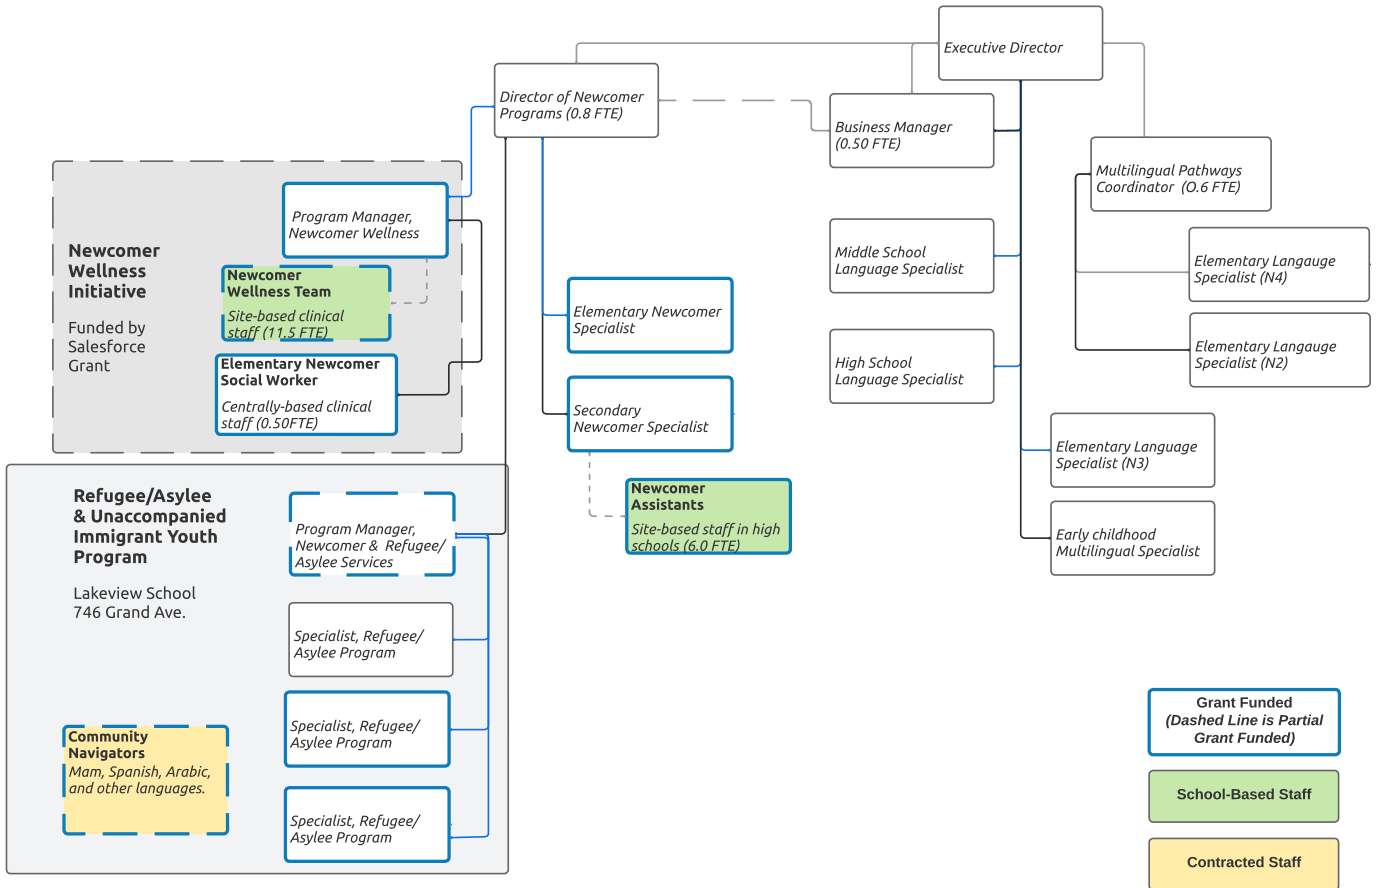 Executive Director
Director of Newcomer
Programs (0.8 FTE)
Business Manager
(0.50 FTE)
Multilingual Pathways
Coordinator (O.6 FTE)
Middle School
Language Specialist
High School
Language Specialist
Elementary Langauge
Specialist (N4)
Elementary Langauge
Specialist (N2)
Elementary Language
Specialist (N3)
Early childhood
Multilingual Specialist
Newcomer
Wellness
Initiative
Funded by
Salesforce
Grant
Program Manager,
Newcomer Wellness
Newcomer
Wellness Team
Site-based clinical
staff (11.5 FTE)
Elementary Newcomer
Social Worker
Centrally-based clinical
staff (0.50FTE)
Elementary Newcomer
Specialist
Secondary
Newcomer Specialist
Newcomer
Assistants
Site-based staff in high
schools (6.0 FTE)
Refugee/Asylee
& Unaccompanied
Immigrant Youth
Program
Lakeview School
746 Grand Ave.
Program Manager,
Newcomer & Refugee/
Asylee Services
Specialist, Refugee/
Asylee Program
Specialist, Refugee/
Asylee Program
Specialist, Refugee/
Asylee Program
Community
Navigators
Mam, Spanish, Arabic,
and other languages.
Grant Funded
(Dashed Line is Partial
Grant Funded)
School-Based Staff
Contracted Staff